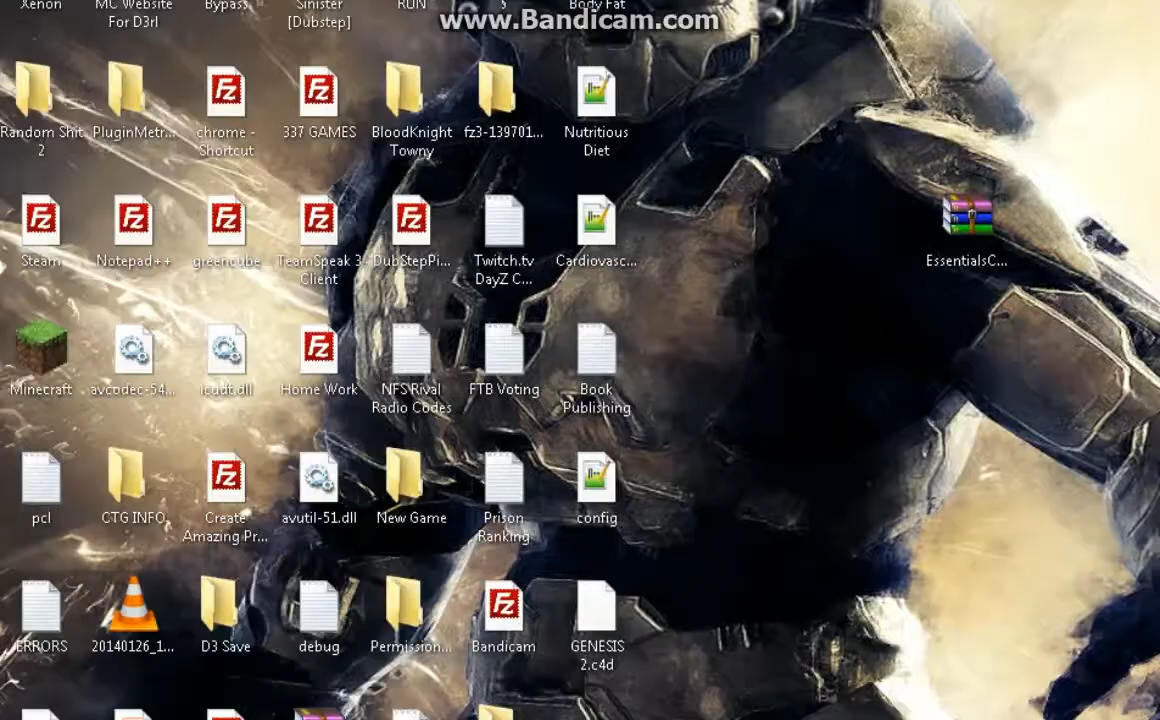 Xenon MC Website Bypass Sinister RUN 5 Body Fat
For D3rl [Dubstep]
www.Bandicam.com
Random Shit PluginMetr... chrome - 337 GAMES BloodKnight fz3-139701... Nutritious
2 Shortcut Towny Diet
Steam Notepad++ greencube TeamSpeak 3 DubStepPi... Twitch.tv Cardiovasc... EssentialsC...
Client DayZ C...
Minecraft avcodec-54... icudt.dll Home Work NFS Rival FTB Voting Book
Radio Codes Publishing
pcl CTG INFO Create avutil-51.dll New Game Prison config
Amazing Pr... Ranking
ERRORS 20140126_1... D3 Save debug Permission... Bandicam GENESIS
2.c4d